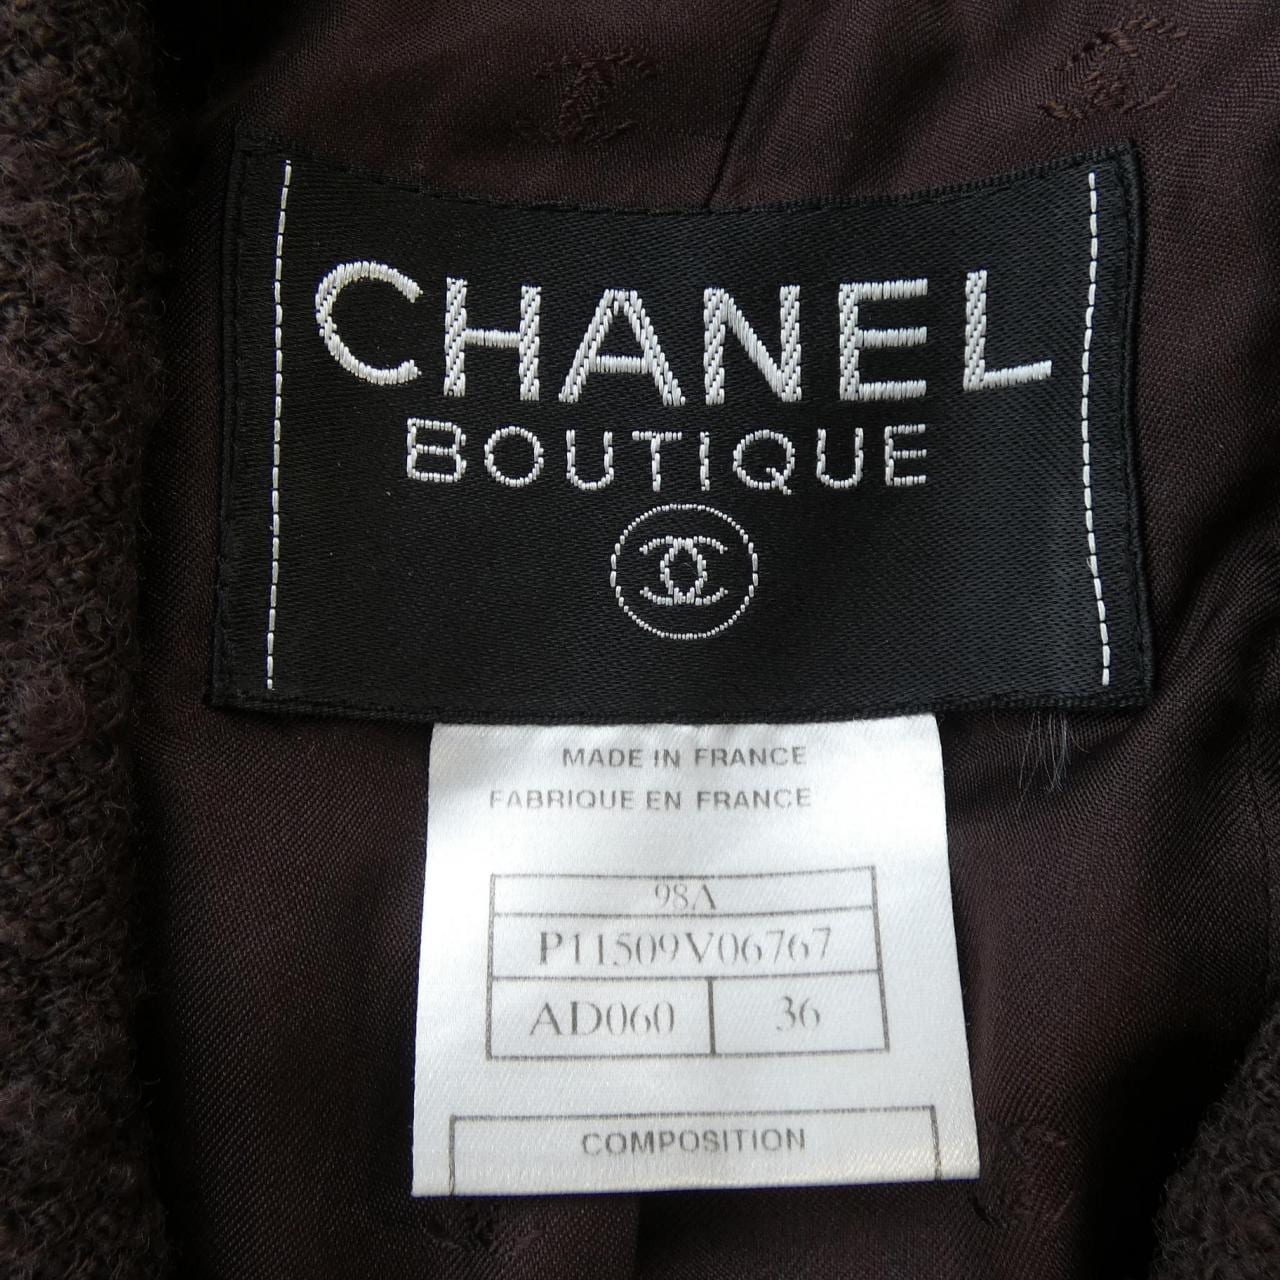 CHANEL
BOUTIQUE
MADE IN FRANCE
FABRIQUE EN FRANCE
98A
P11509V06767
AD060 36
COMPOSITION